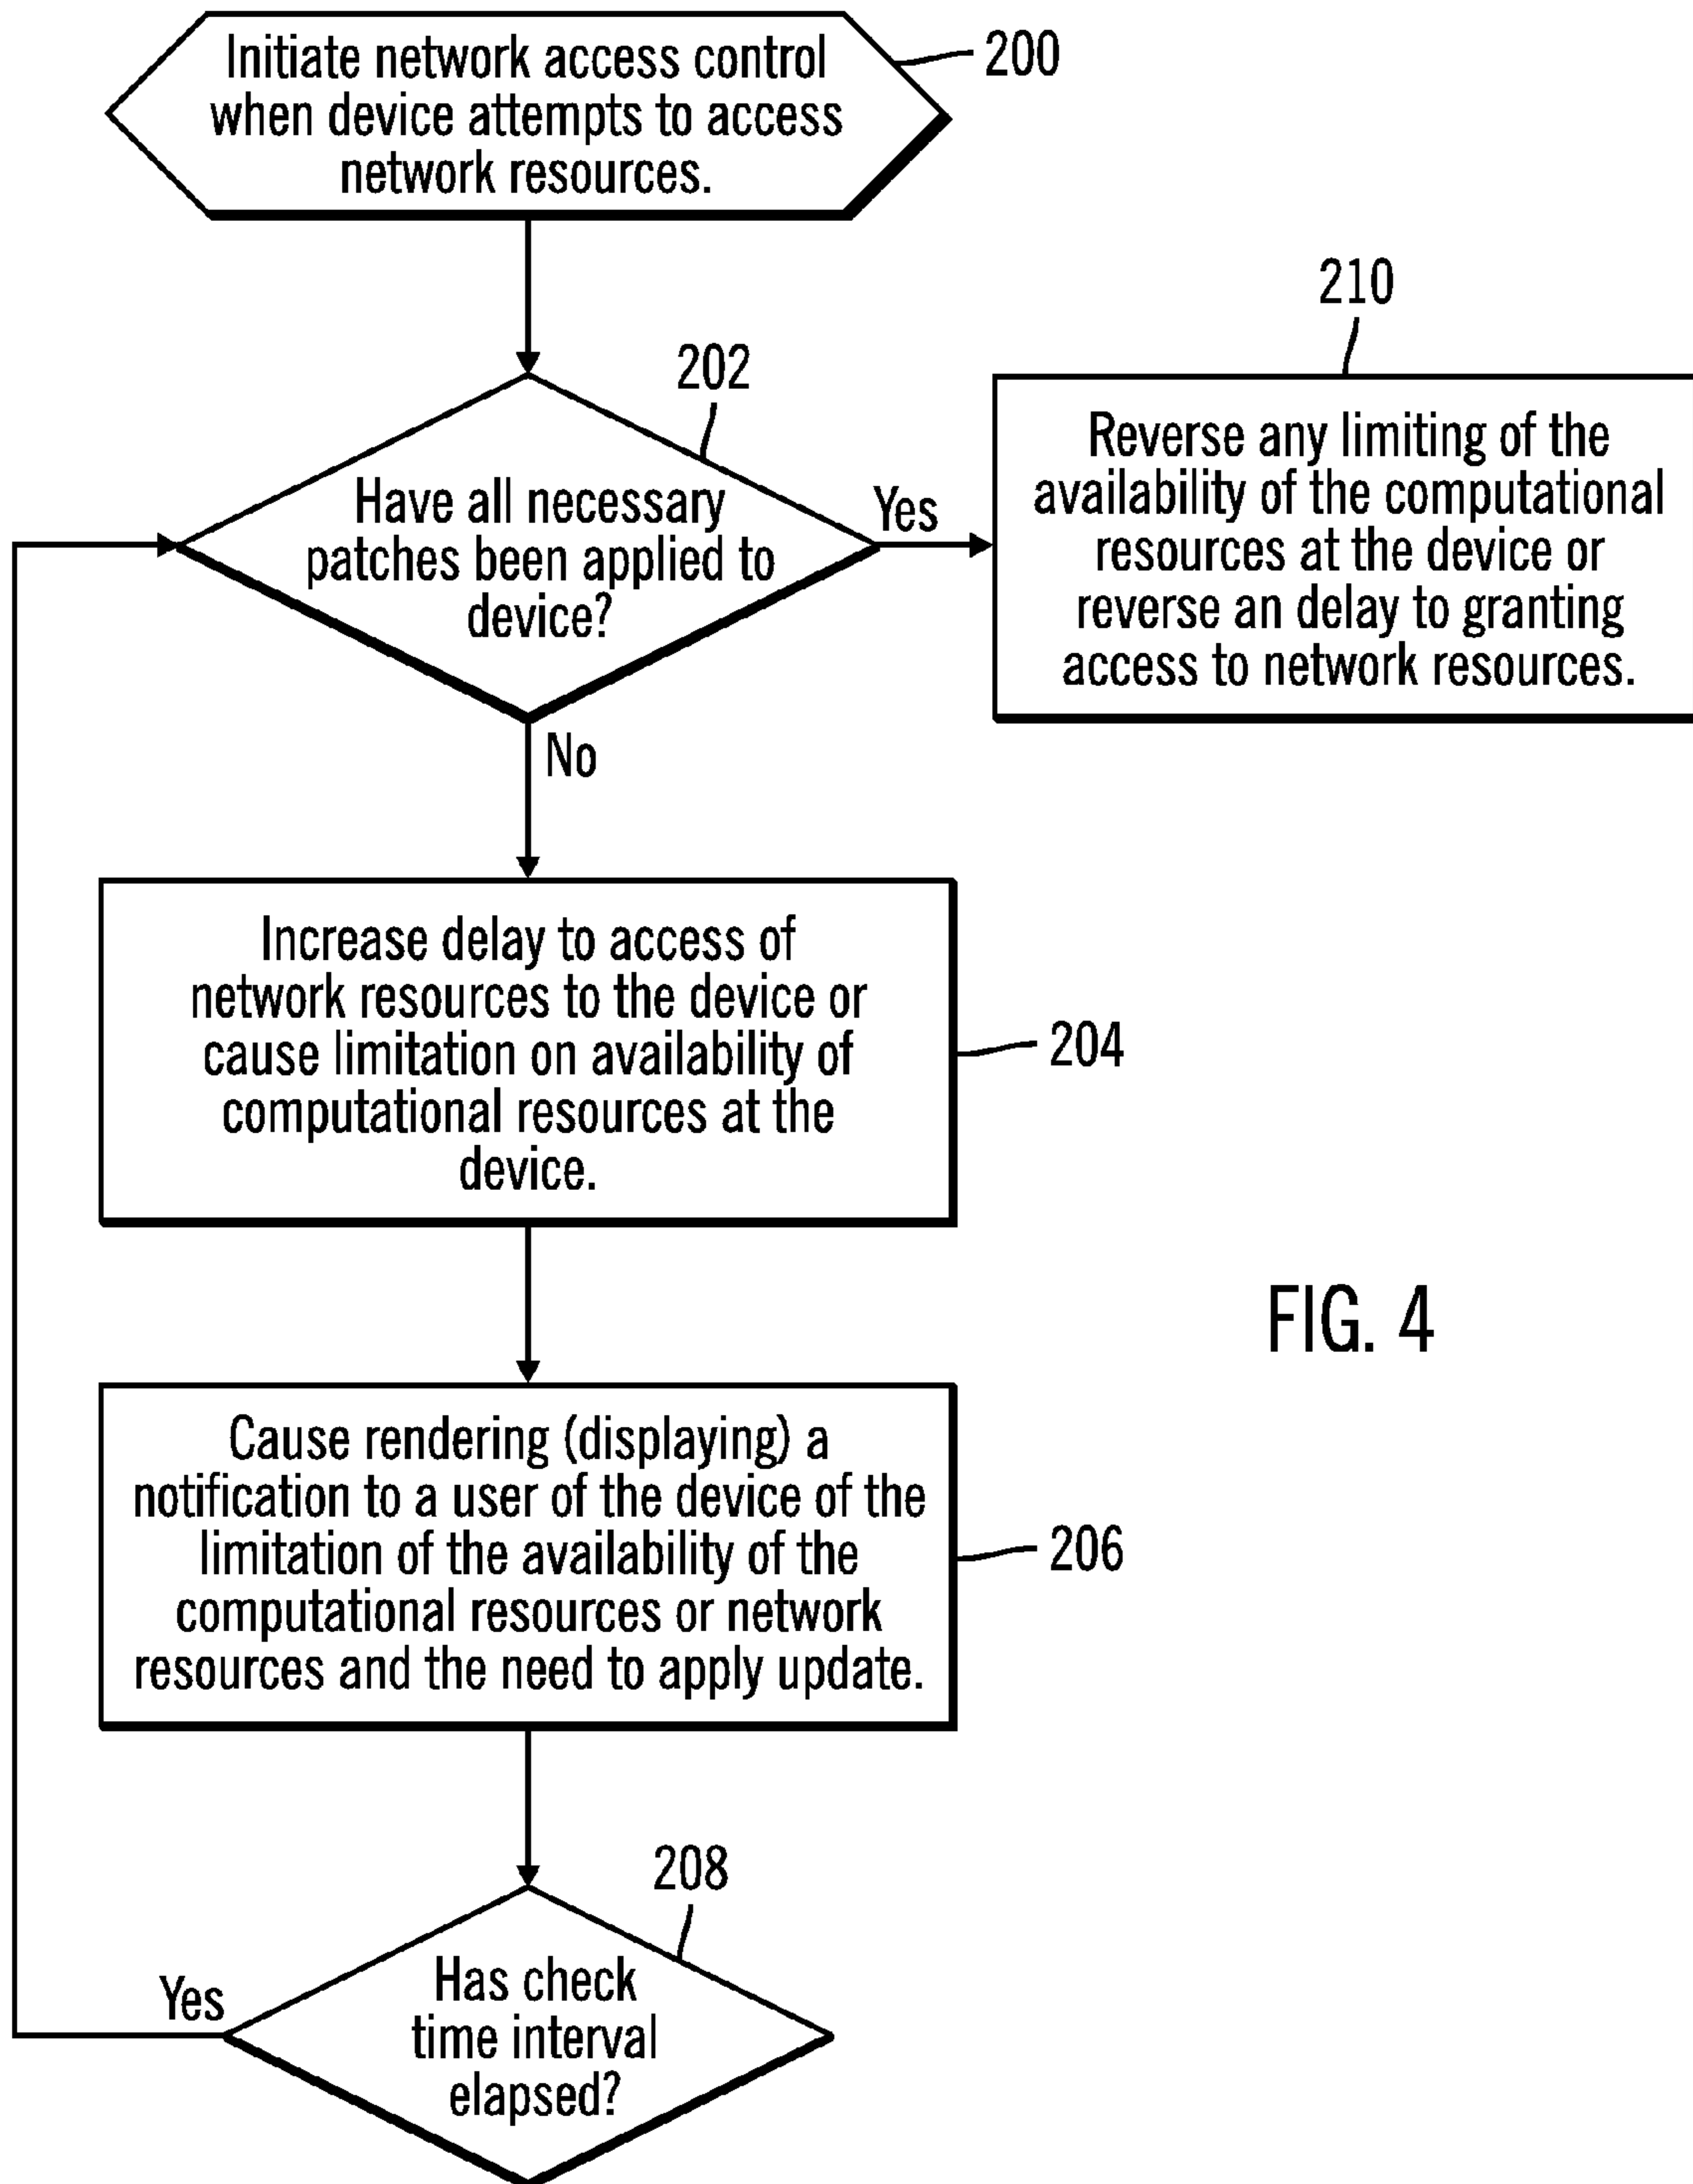 Initiate network access control
when device attempts to access
network resources.
200
202
Have all necessary
patches been applied to
device?
Yes
No
210
Reverse any limiting of the
availability of the computational
resources at the device or
reverse an delay to granting
access to network resources.
Increase delay to access of
network resources to the device or
cause limitation on availability of
computational resources at the
device.
204
FIG. 4
Cause rendering (displaying) a
notification to a user of the device of the
limitation of the availability of the
computational resources or network
resources and the need to apply update.
206
208
Has check
time interval
elapsed?
Yes